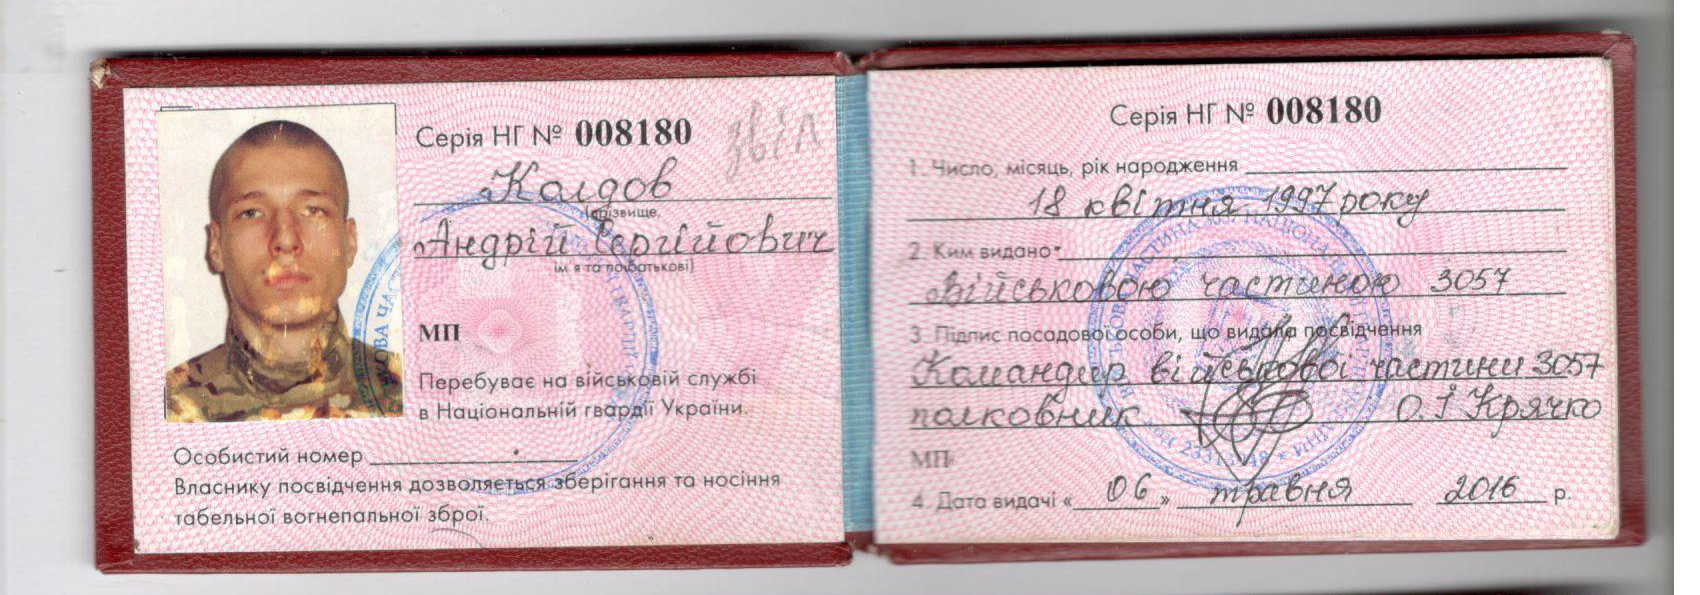 Серія НГ № 008180
звіл
Колдов
(прізвище,
Андрій Сергійович
ім'я та по батькові)
МП
Перебуває на військовій службі
в Національній гвардії України.
Особистий номер
Власнику посвідчення дозволяється зберігання та носіння
табельної вогнепальної зброї.
Серія НГ № 008180
1. Число, місяць, рік народження
18 квітня 1997 року
2. Ким видано
Військовою частиною 3057
3. Підпис посадової особи, що видала посвідчення
Командир військової частини 3057
полковник О.І Крячко
МП
4. Дата видачі « 06 » травня 2016 р.